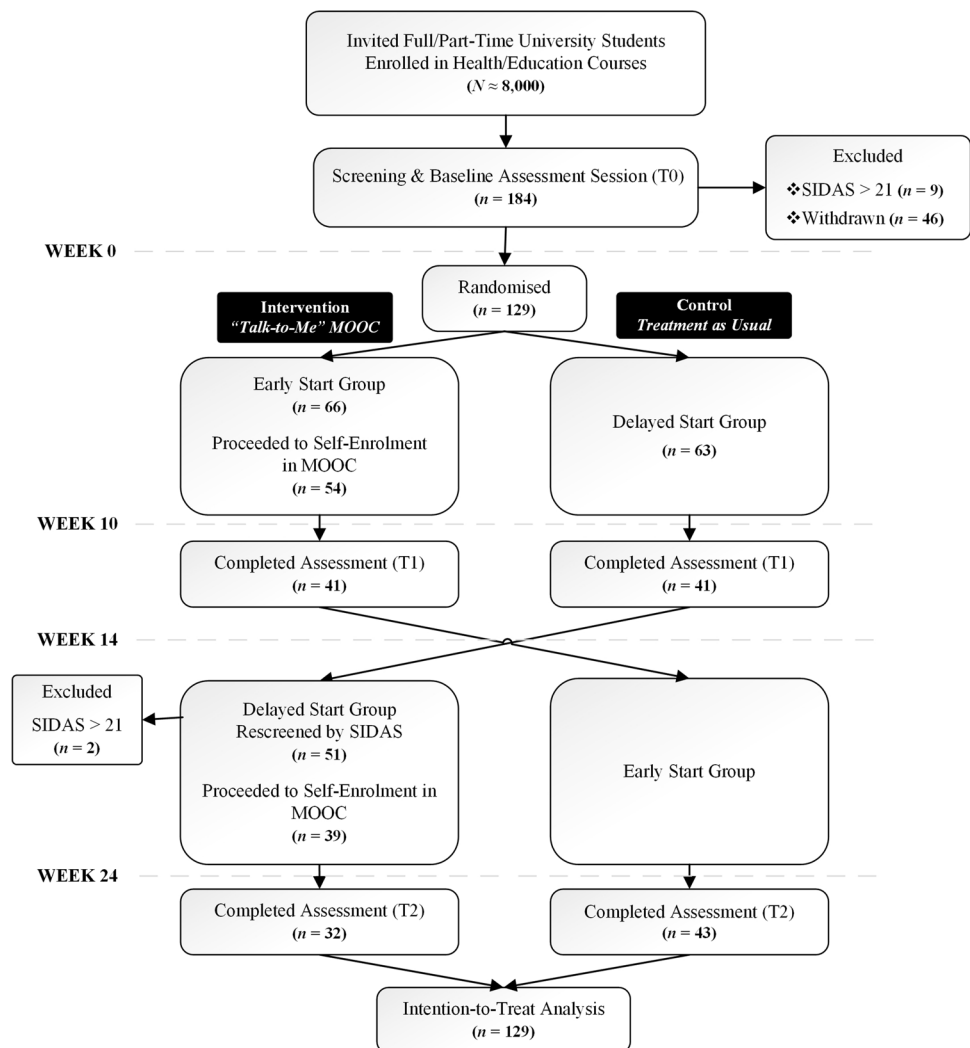 Invited Full/Part-Time University Students
Enrolled in Health/Education Courses
(N ≈ 8,000)
Screening & Baseline Assessment Session (T0)
(n = 184)
Excluded
❖SIDAS > 21 (n = 9)
❖Withdrawn (n = 46)
WEEK 0
Randomised
(n = 129)
Intervention
“Talk-to-Me” MOOC
Control
Treatment as Usual
Early Start Group
(n = 66)
Proceeded to Self-Enrolment
in MOOC
(n = 54)
Delayed Start Group
(n = 63)
WEEK 10
Completed Assessment (T1)
(n = 41)
Completed Assessment (T1)
(n = 41)
WEEK 14
Excluded
SIDAS > 21
(n = 2)
Delayed Start Group
Rescreened by SIDAS
(n = 51)
Proceeded to Self-Enrolment in
MOOC
(n = 39)
Early Start Group
WEEK 24
Completed Assessment (T2)
(n = 32)
Completed Assessment (T2)
(n = 43)
Intention-to-Treat Analysis
(n = 129)